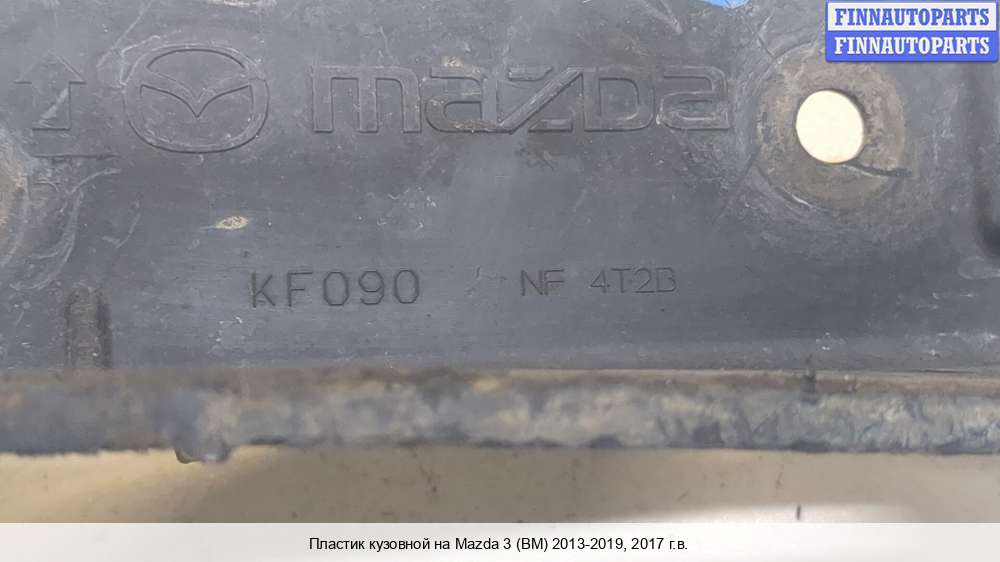 FINNAUTOPARTS
FINNAUTOPARTS
mazda
KF090 NF 4T2B
Пластик кузовной на Mazda 3 (BM) 2013-2019, 2017 г.в.